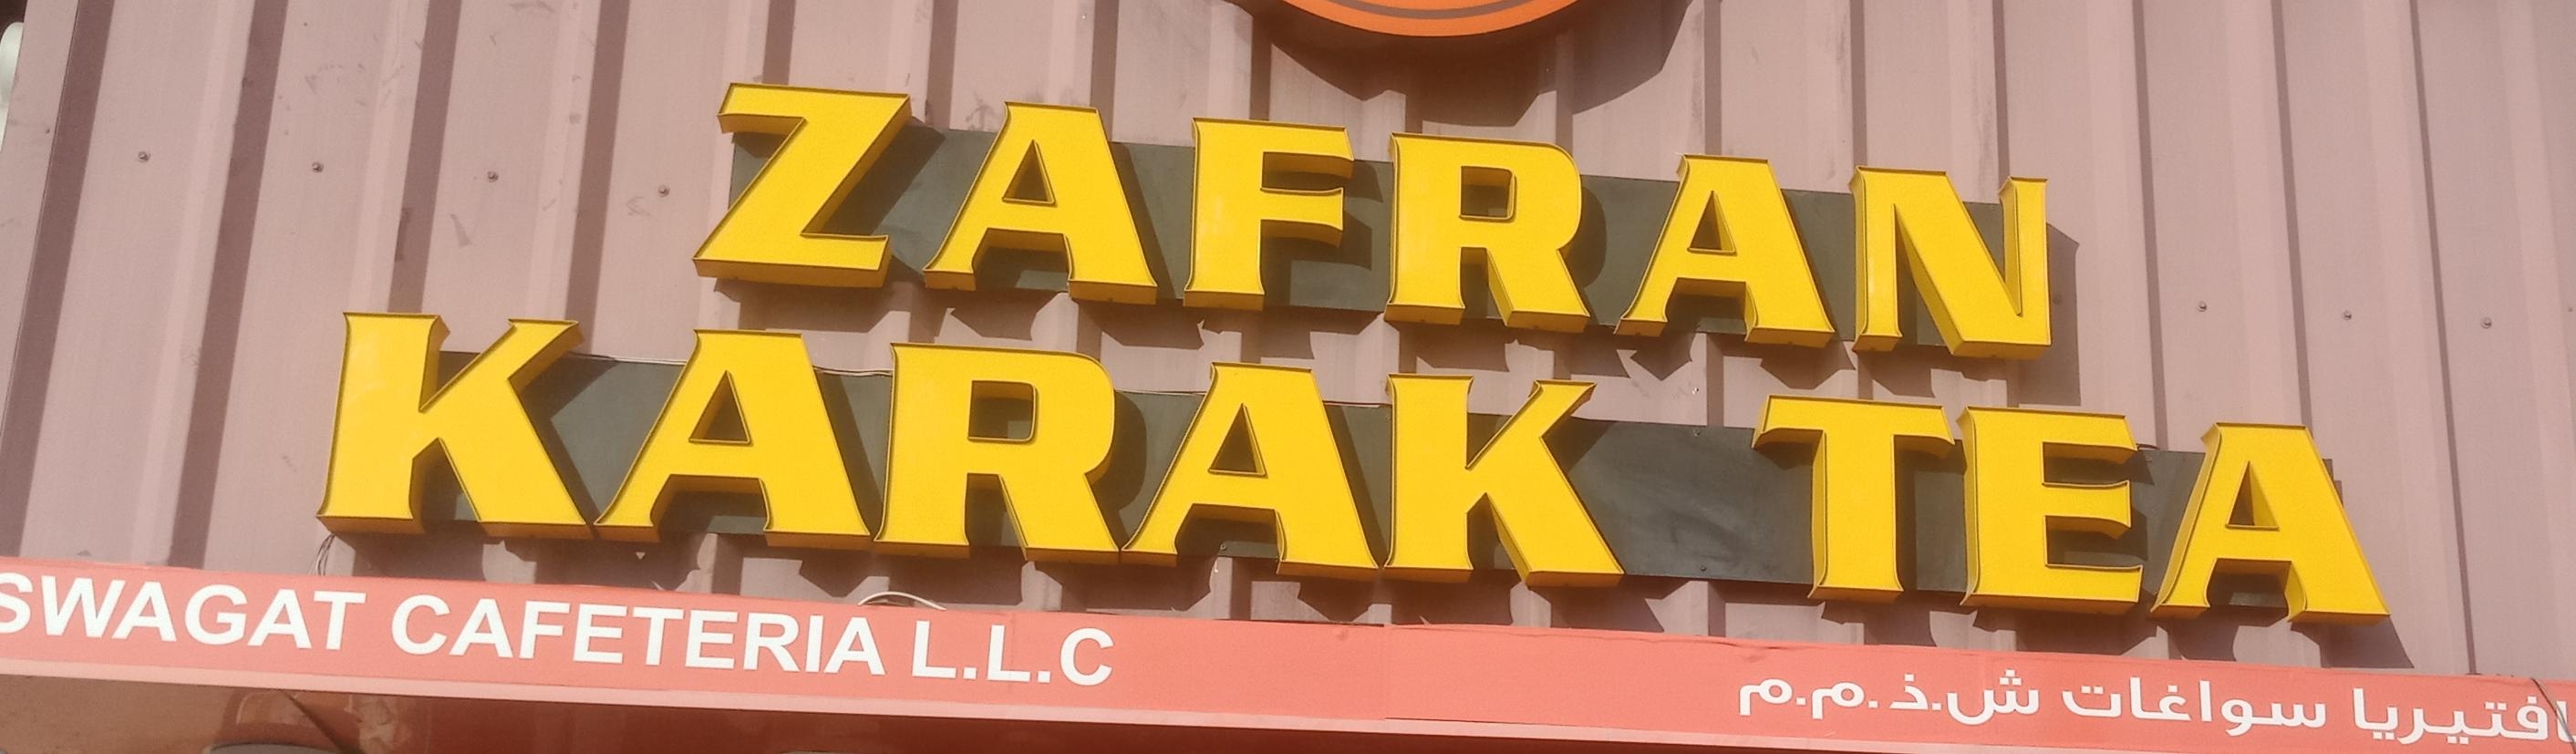 ZAFRAN
KARAK TEA
SWAGAT CAFETERIA L.L.C
افتيريا سواغات ش.ذ.م.م